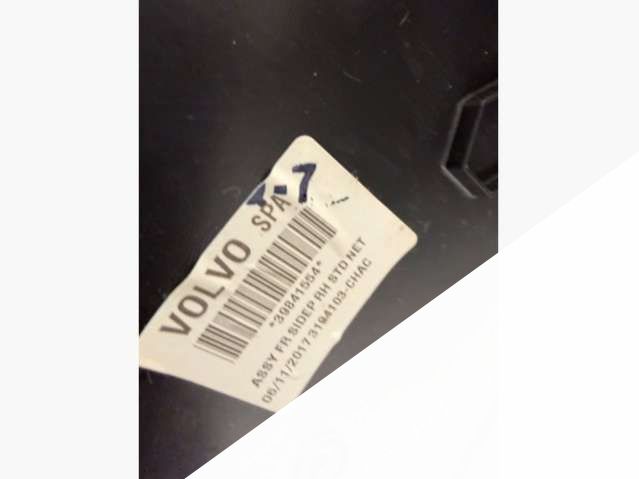 VOLVO SPA
*39841554*
ASSY FR SIDEP RH STD NET
06/11/2017 3194103-CHAC